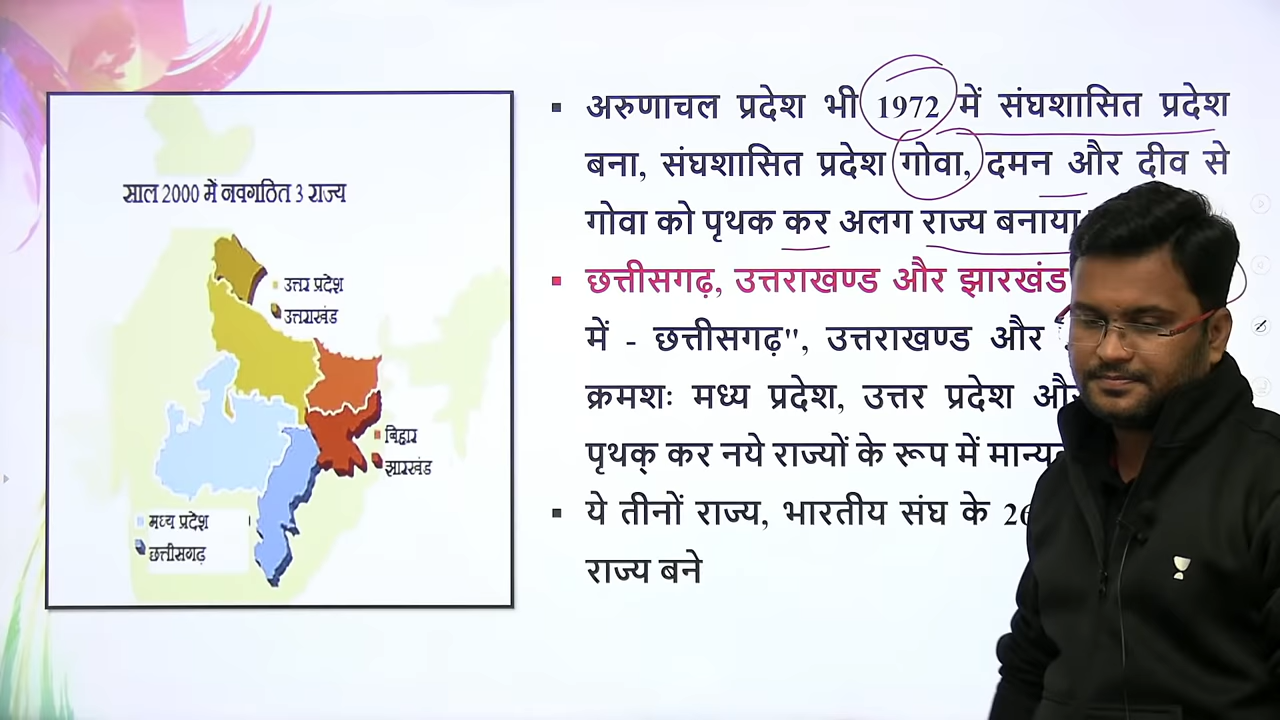 साल 2000 में नवगठित 3 राज्य
उत्तर प्रदेश
उत्तराखंड
बिहार
झारखंड
मध्य प्रदेश
छत्तीसगढ़
▪ अरुणाचल प्रदेश भी 1972 में संघशासित प्रदेश
बना, संघशासित प्रदेश गोवा, दमन और दीव से
गोवा को पृथक कर अलग राज्य बनाया
▪ छत्तीसगढ़, उत्तराखण्ड और झारखंड
में - छत्तीसगढ़", उत्तराखण्ड और
क्रमशः मध्य प्रदेश, उत्तर प्रदेश और
पृथक् कर नये राज्यों के रूप में
▪ ये तीनों राज्य, भारतीय संघ के
राज्य बने